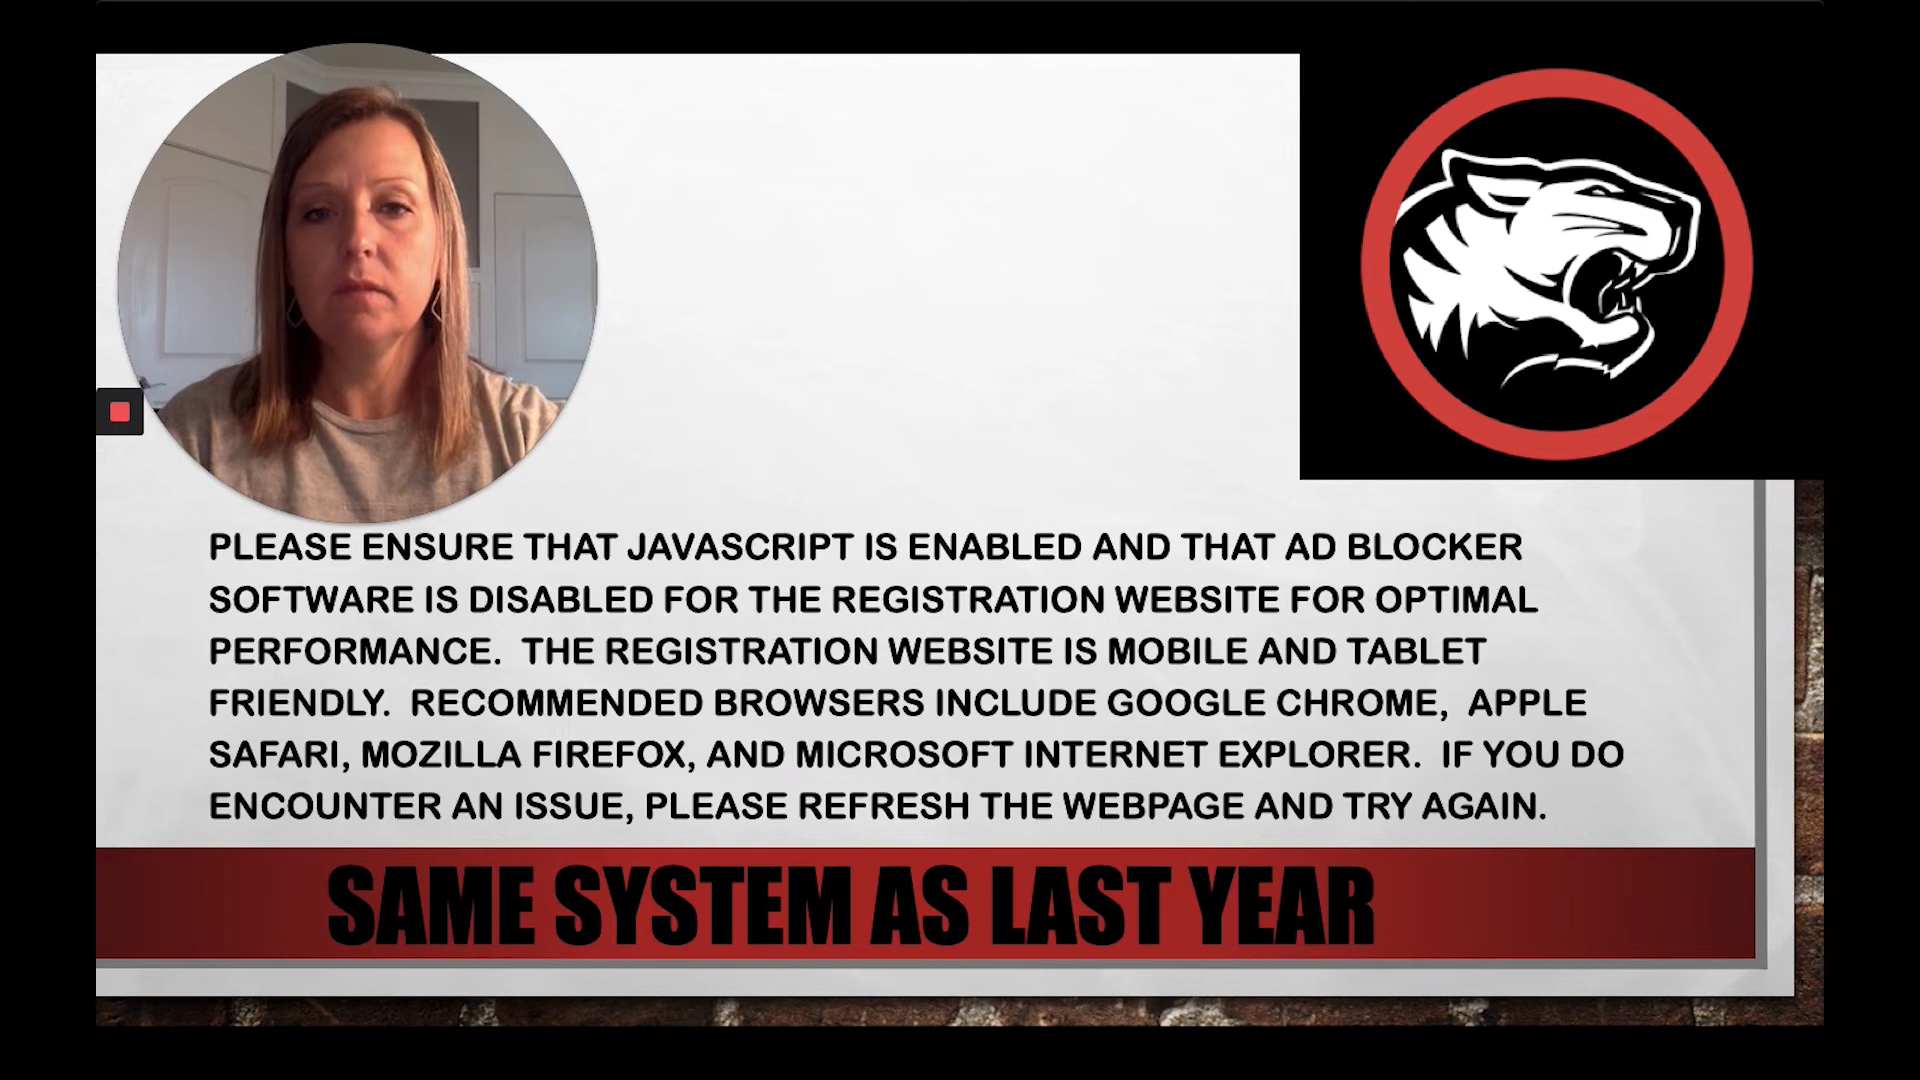 PLEASE ENSURE THAT JAVASCRIPT IS ENABLED AND THAT AD BLOCKER
SOFTWARE IS DISABLED FOR THE REGISTRATION WEBSITE FOR OPTIMAL
PERFORMANCE.  THE REGISTRATION WEBSITE IS MOBILE AND TABLET
FRIENDLY.  RECOMMENDED BROWSERS INCLUDE GOOGLE CHROME,  APPLE
SAFARI, MOZILLA FIREFOX, AND MICROSOFT INTERNET EXPLORER.  IF YOU DO
ENCOUNTER AN ISSUE, PLEASE REFRESH THE WEBPAGE AND TRY AGAIN.
SAME SYSTEM AS LAST YEAR